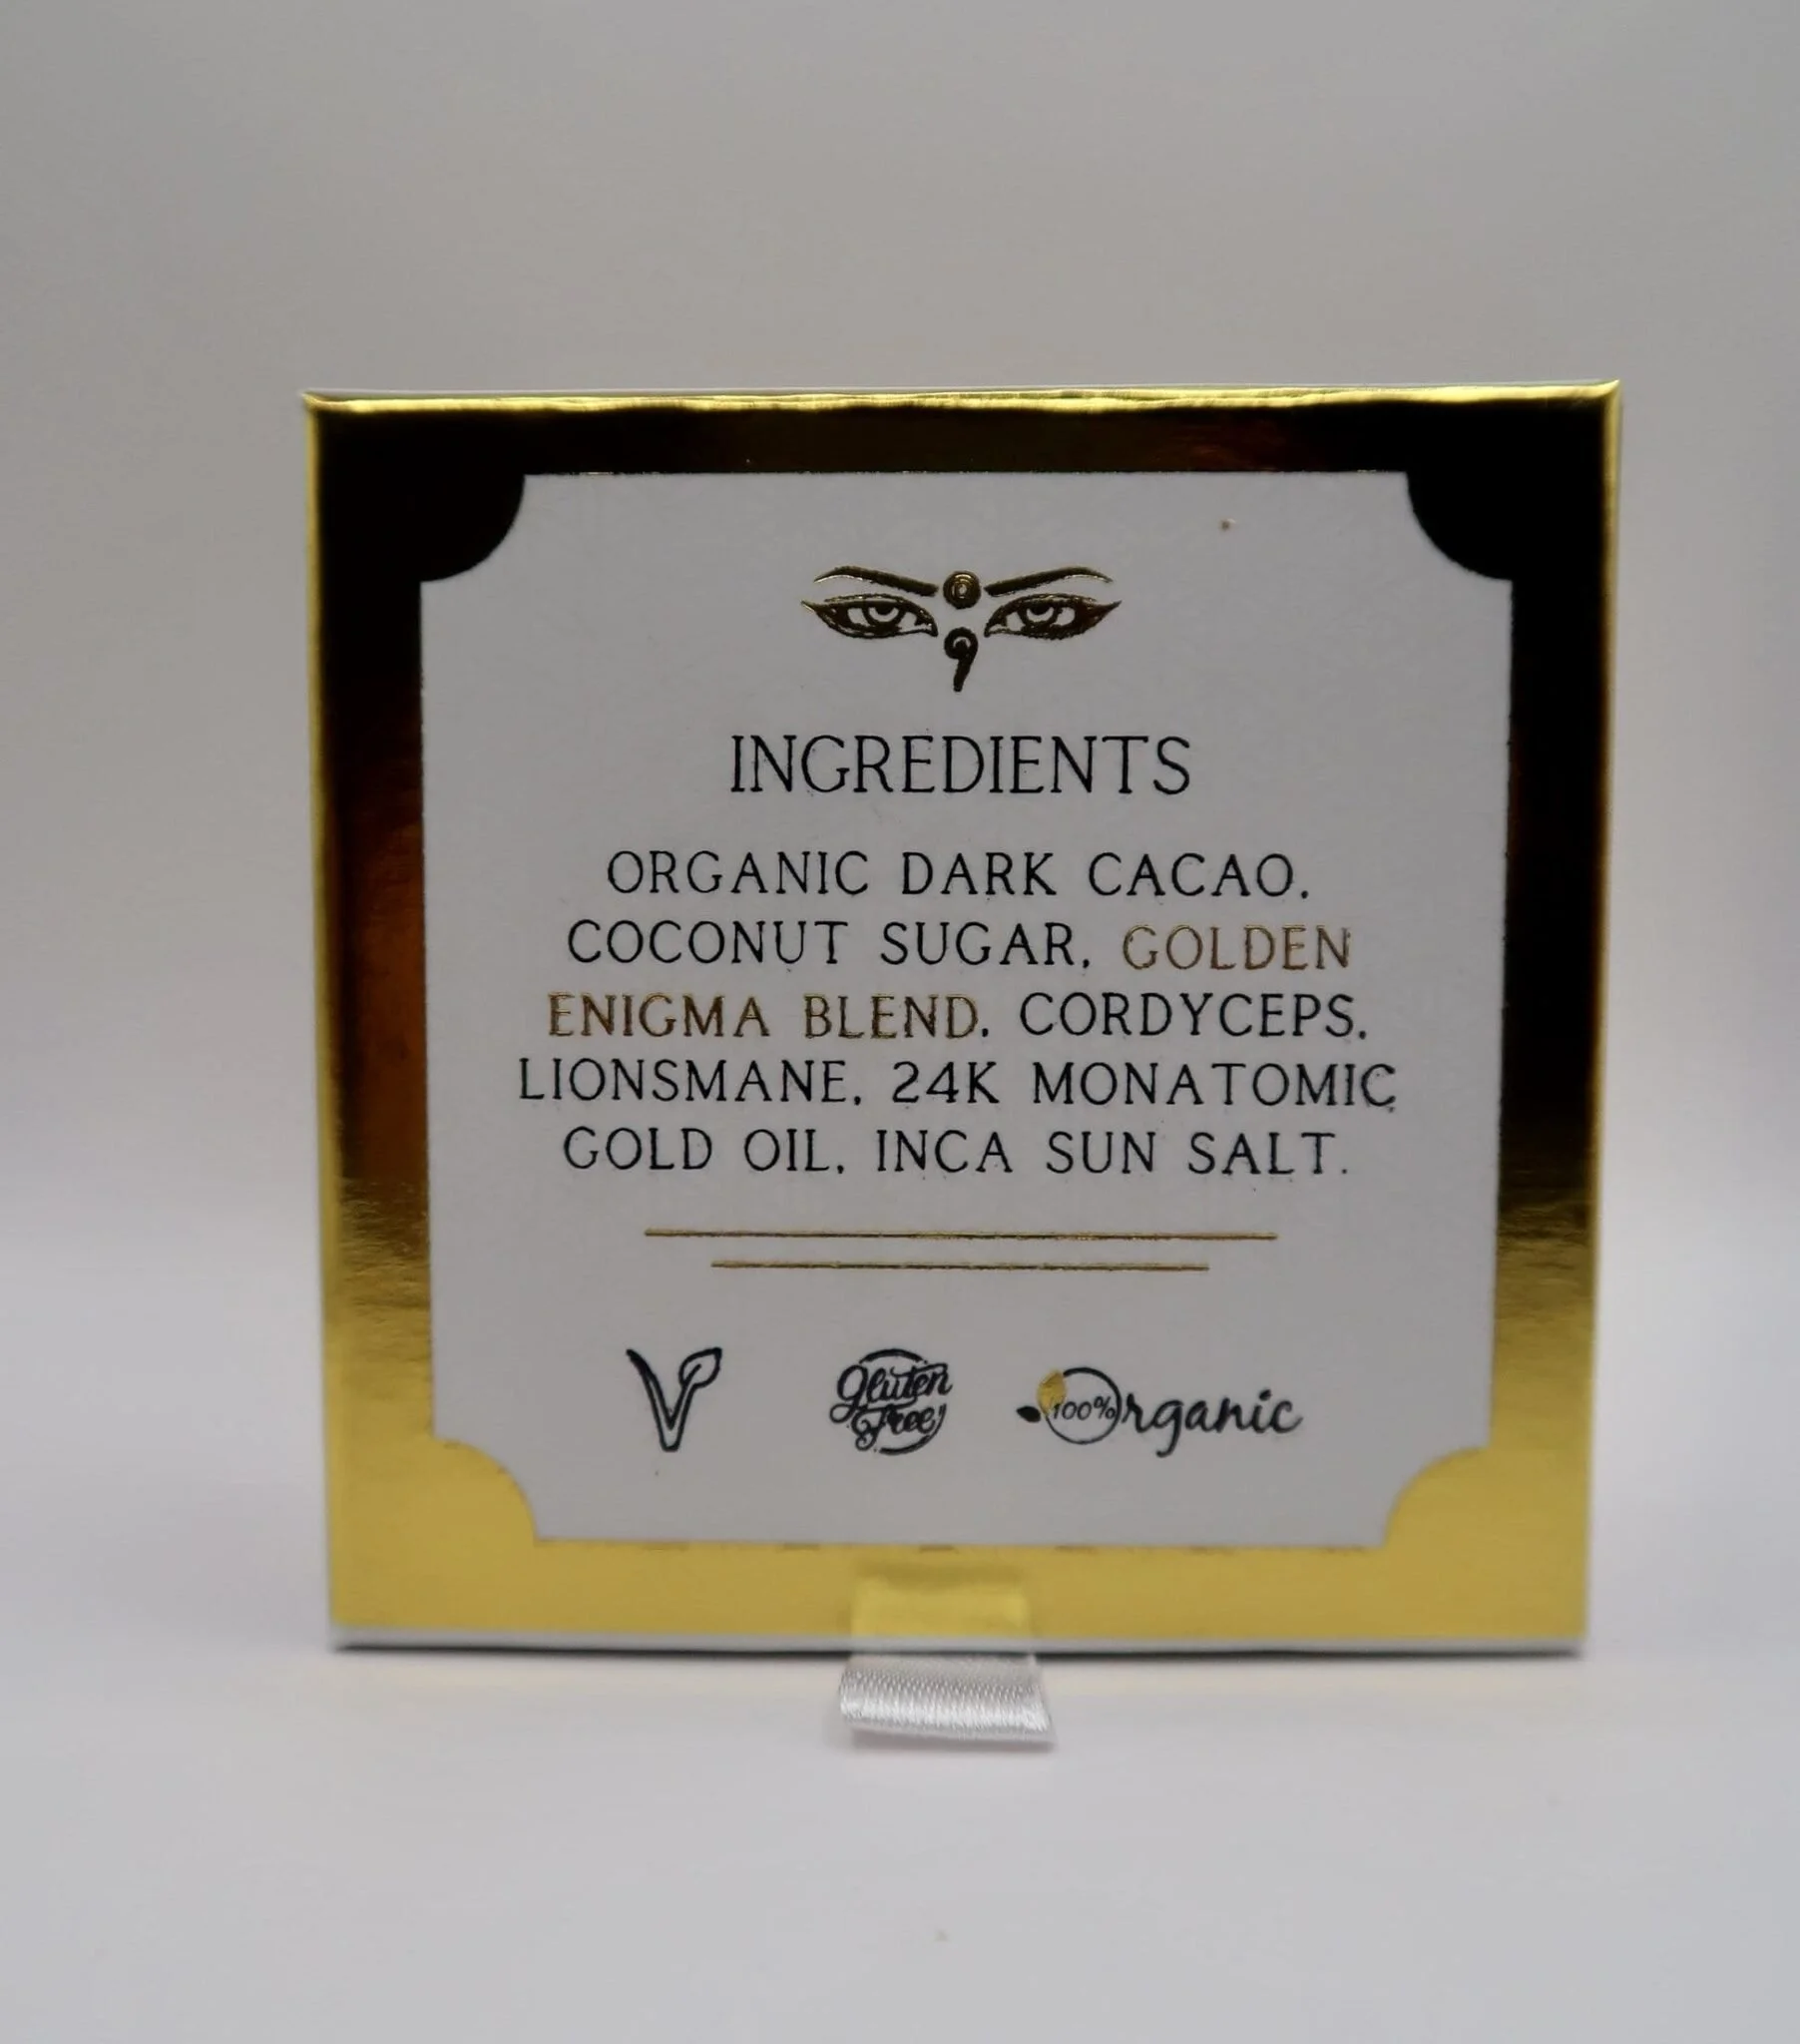 INGREDIENTS
ORGANIC DARK CACAO,
COCONUT SUGAR, GOLDEN
ENIGMA BLEND, CORDYCEPS,
LIONSMANE, 24K MONATOMIC
GOLD OIL, INCA SUN SALT.
V
Gluten
Free
100% Organic